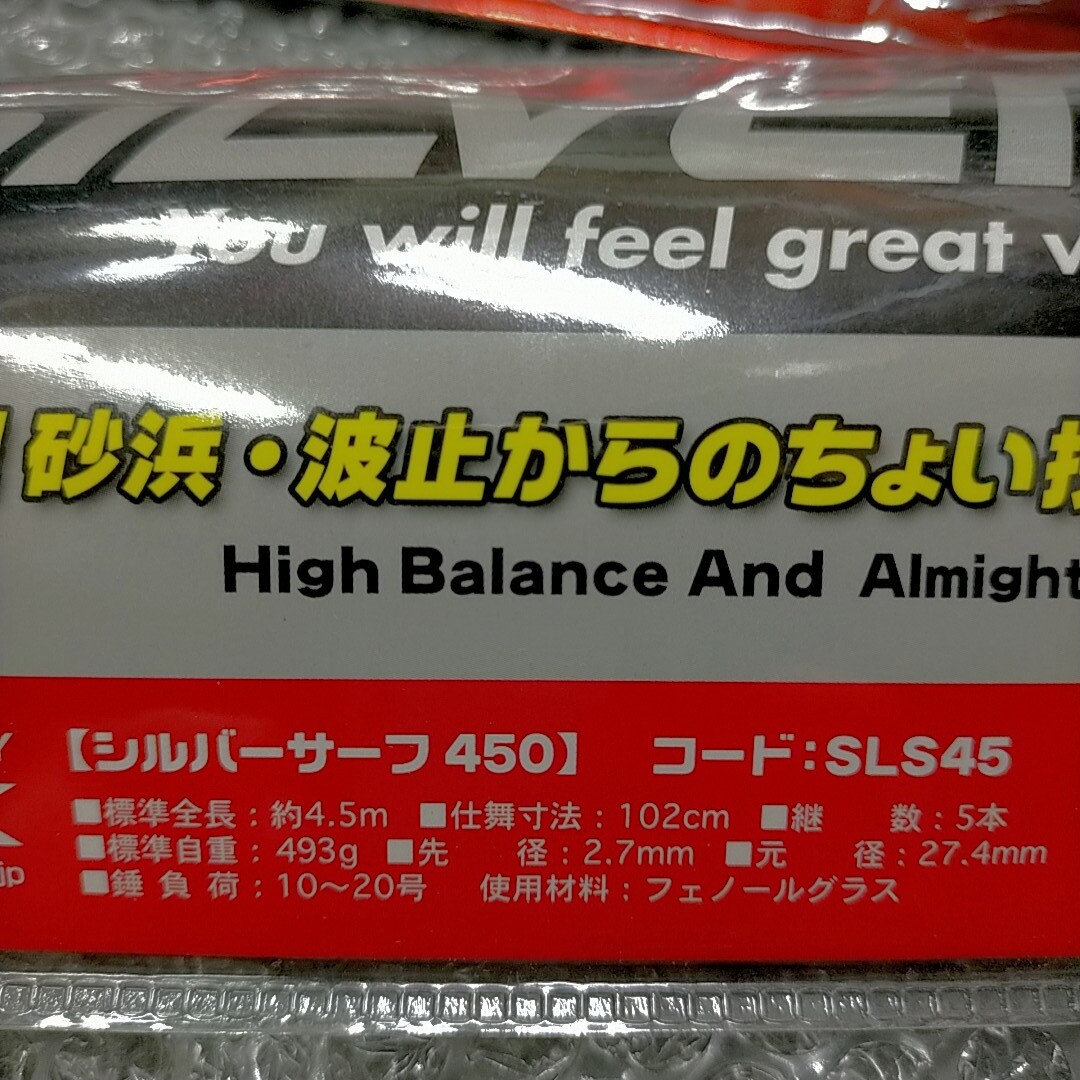 You will feel great
砂浜・波止からのちょい投
High Balance And Almight
【シルバーサーフ450】 コード:SLS45
■標準全長:約4.5m ■仕舞寸法:102cm ■継 数:5本
■標準自重:493g ■先 径:2.7mm ■元 径:27.4mm
■錘負荷:10〜20号 使用材料:フェノールグラス
jp